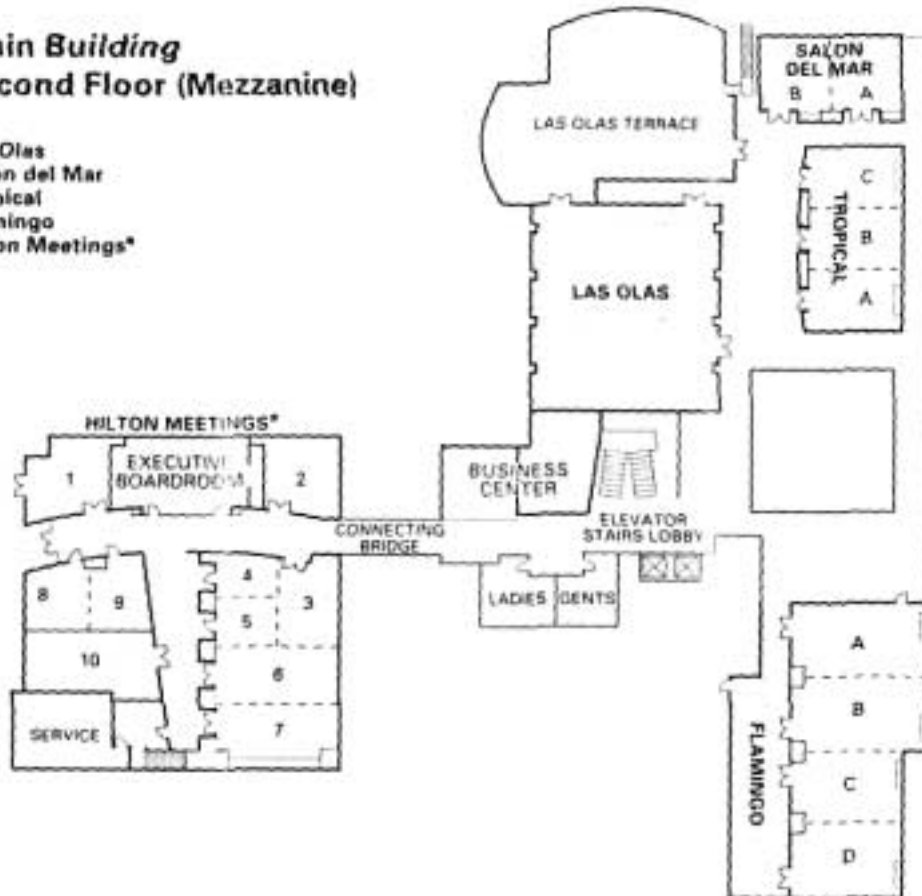 in Building
cond Floor (Mezzanine)
Olas
on del Mar
pical
mingo
on Meetings*
SALON
DEL MAR
B A
LAS OLAS TERRACE
C
TROPICAL
B
A
LAS OLAS
HILTON MEETINGS*
1
EXECUTIVE
BOARDROOM
2
BUSINESS
CENTER
CONNECTING
BRIDGE
ELEVATOR
STAIRS LOBBY
LADIES
GENTS
8
9
10
SERVICE
4
3
5
6
7
FLAMINGO
A
B
C
D